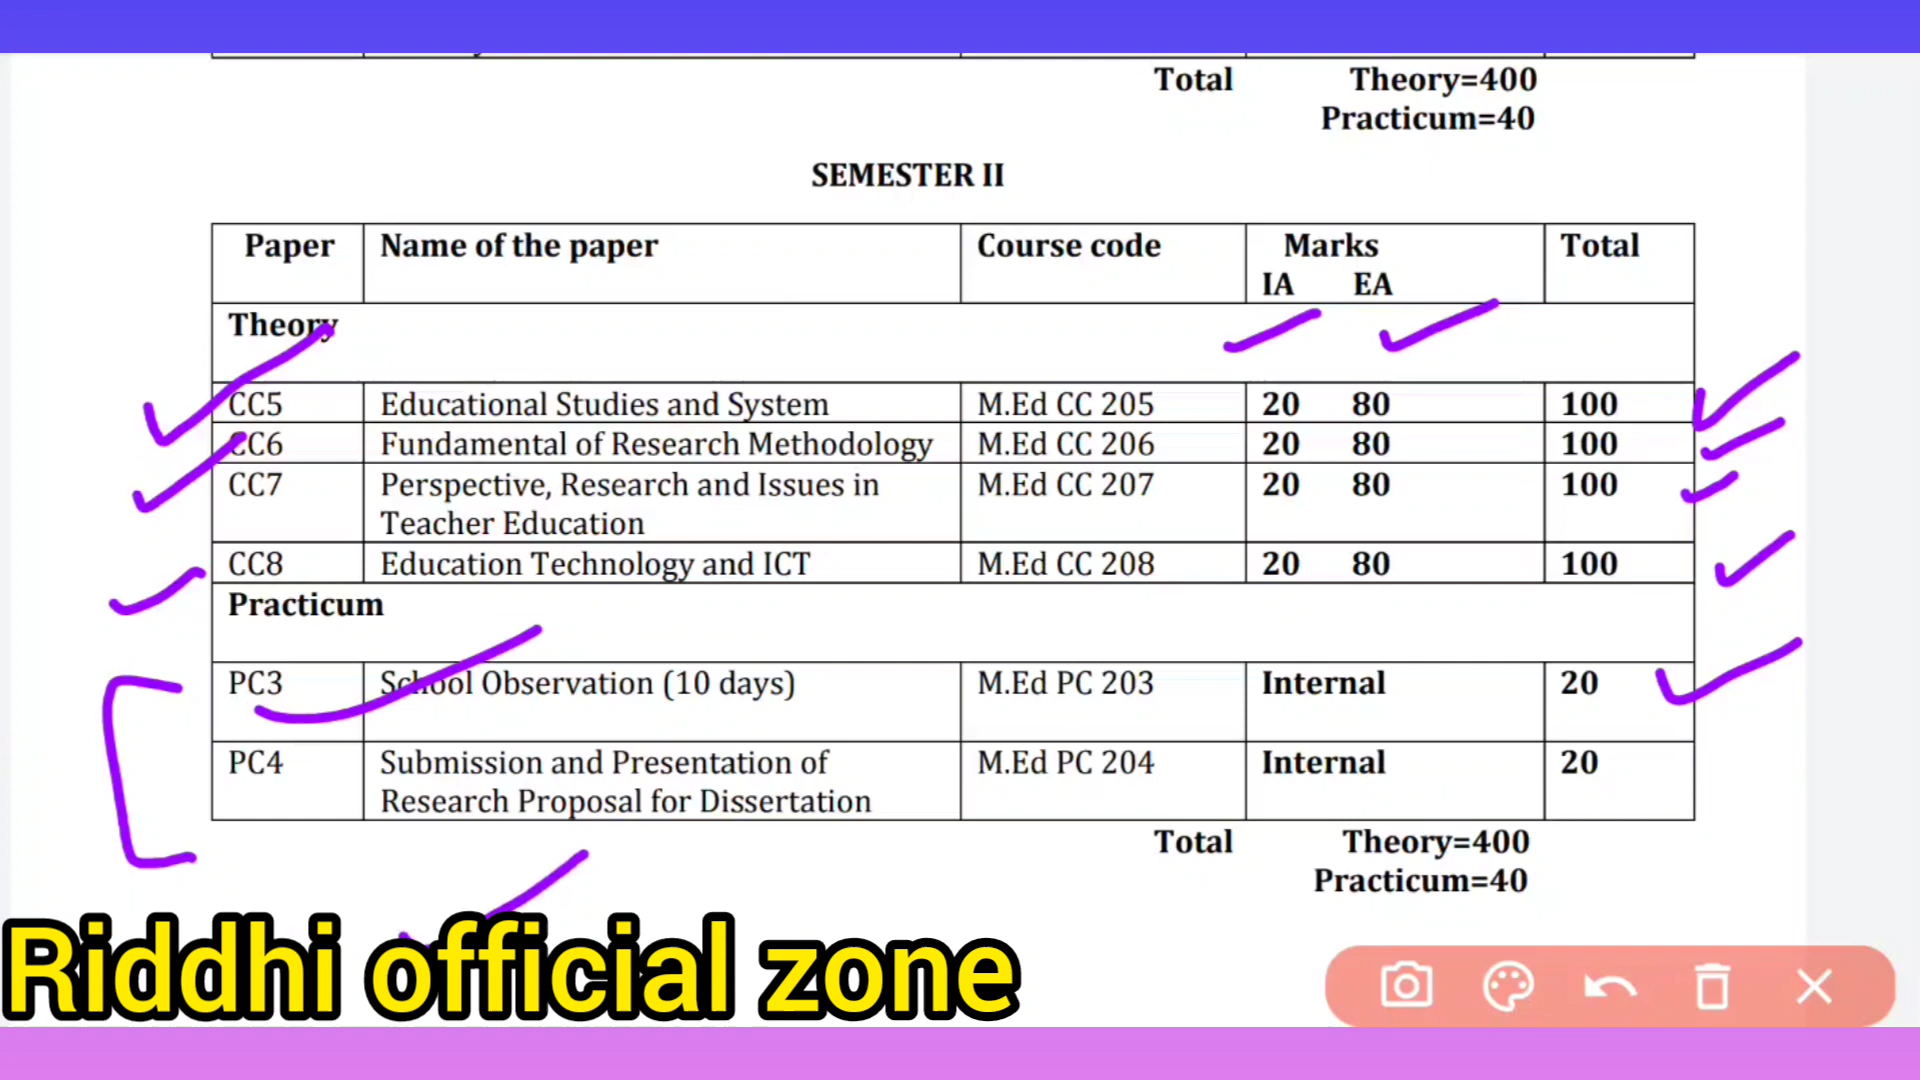 Total Theory=400
Practicum=40
SEMESTER II
Paper Name of the paper Course code Marks Total
IA EA
Theory
CC5 Educational Studies and System M.Ed CC 205 20 80 100
CC6 Fundamental of Research Methodology M.Ed CC 206 20 80 100
CC7 Perspective, Research and Issues in M.Ed CC 207 20 80 100
Teacher Education
CC8 Education Technology and ICT M.Ed CC 208 20 80 100
Practicum
PC3 School Observation (10 days) M.Ed PC 203 Internal 20
PC4 Submission and Presentation of M.Ed PC 204 Internal 20
Research Proposal for Dissertation
Total Theory=400
Practicum=40
Riddhi official zone